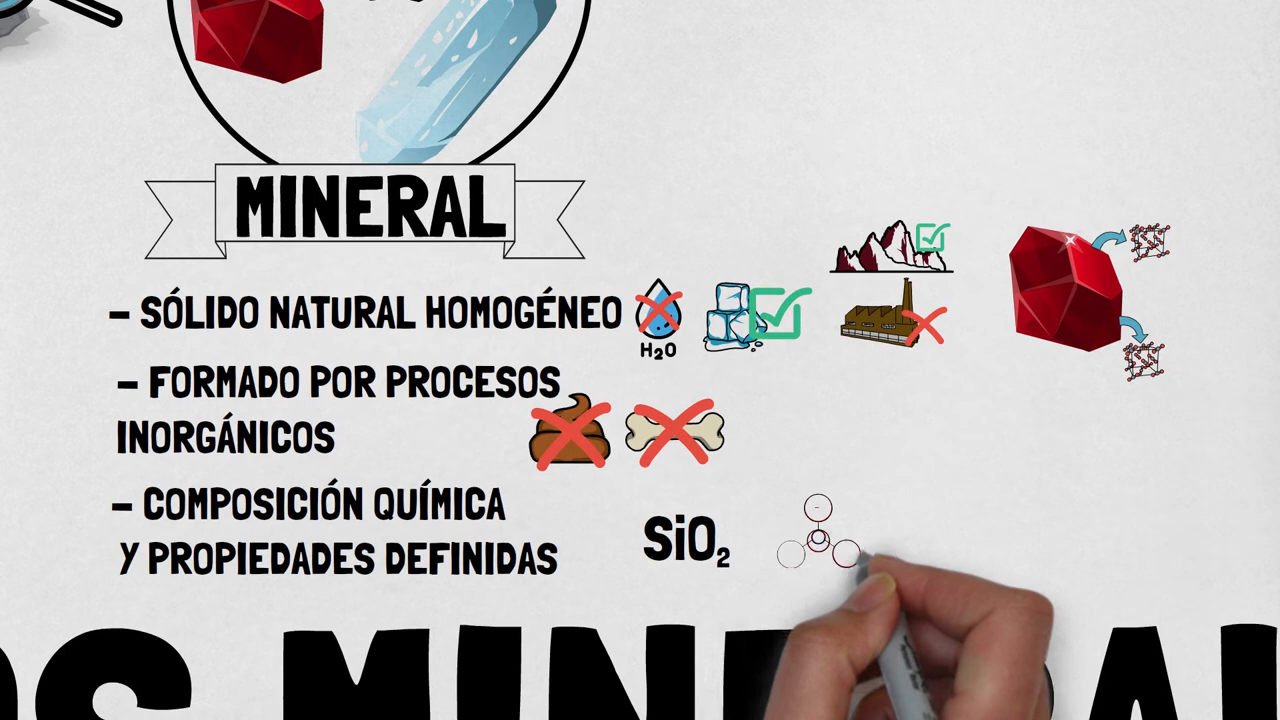 MINERAL
– SÓLIDO NATURAL HOMOGÉNEO
H2O
– FORMADO POR PROCESOS
INORGÁNICOS
– COMPOSICIÓN QUÍMICA
Y PROPIEDADES DEFINIDAS
SiO₂